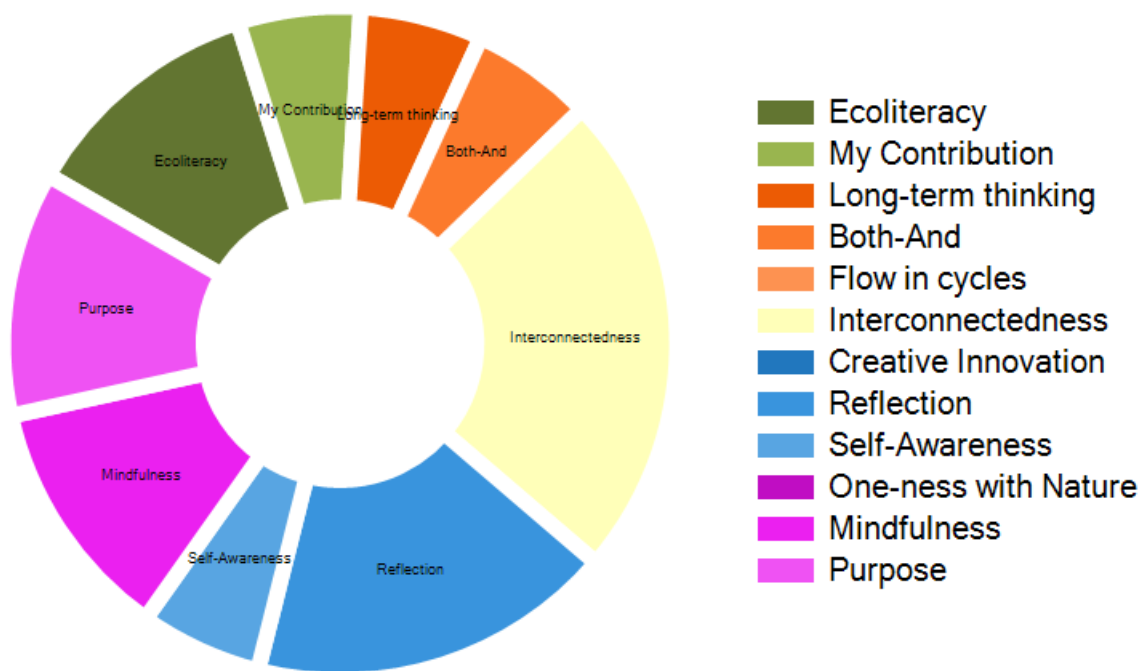 My Contribution
Long-term thinking
Both-And
Ecoliteracy
Purpose
Interconnectedness
Mindfulness
Self-Awareness
Reflection
Ecoliteracy
My Contribution
Long-term thinking
Both-And
Flow in cycles
Interconnectedness
Creative Innovation
Reflection
Self-Awareness
One-ness with Nature
Mindfulness
Purpose